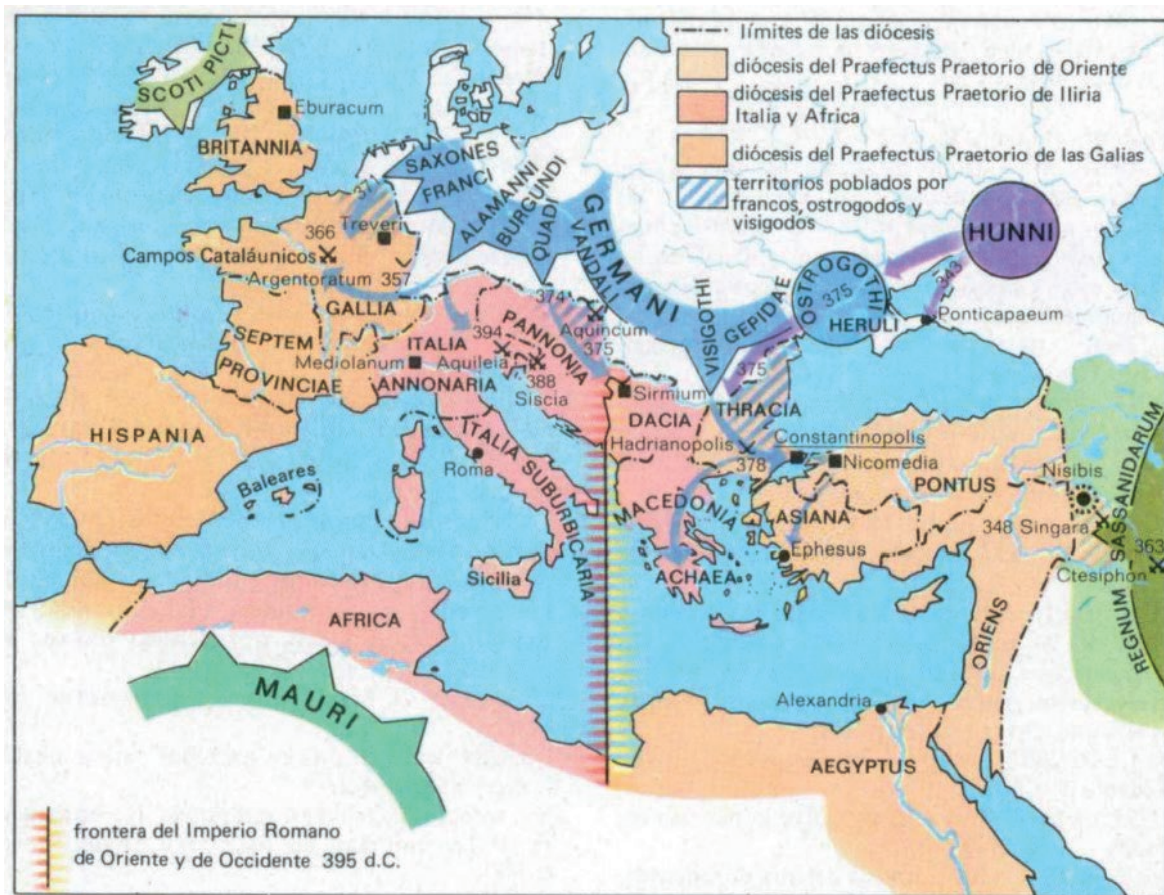 límites de las diócesis
diócesis del Praefectus Praetorio de Oriente
diócesis del Praefectus Praetorio de Iliria
Italia y Africa
diócesis del Praefectus Praetorio de las Galias
territorios poblados por
francos, ostrogodos y
visigodos
SCOTI PICTI
Eburacum
BRITANNIA
SAXONES
FRANCI
ALAMANNI
BURGUNDI
QUADI
VANDALI
GERMANI
HUNNI
37
Treveri
366
Campos Cataláunicos
Argentoratum 357
GALLIA
SEPTEM
PROVINCIAE
HISPANIA
Baleares
Mediolanum
ITALIA
ANNONARIA
394
Aquileia
388
Siscia
PANNONIA
374
Aquincum
375
VISIGOTHI
GEPIDAE
OSTROGOTHI
375
HERULI
343
Ponticapaeum
375
Sirmium
DACIA
THRACIA
Hadrianopolis
378
Constantinopolis
Nicomedia
PONTUS
Nisibis
348 Singara
363
Ctesiphon
REGNUM SASSANIDARUM
ITALIA SUBURBICARIA
Roma
MACEDONIA
ASIANA
Ephesus
ACHAEA
Sicilia
AFRICA
MAURI
ORIENS
Alexandria
AEGYPTUS
frontera del Imperio Romano
de Oriente y de Occidente 395 d.C.